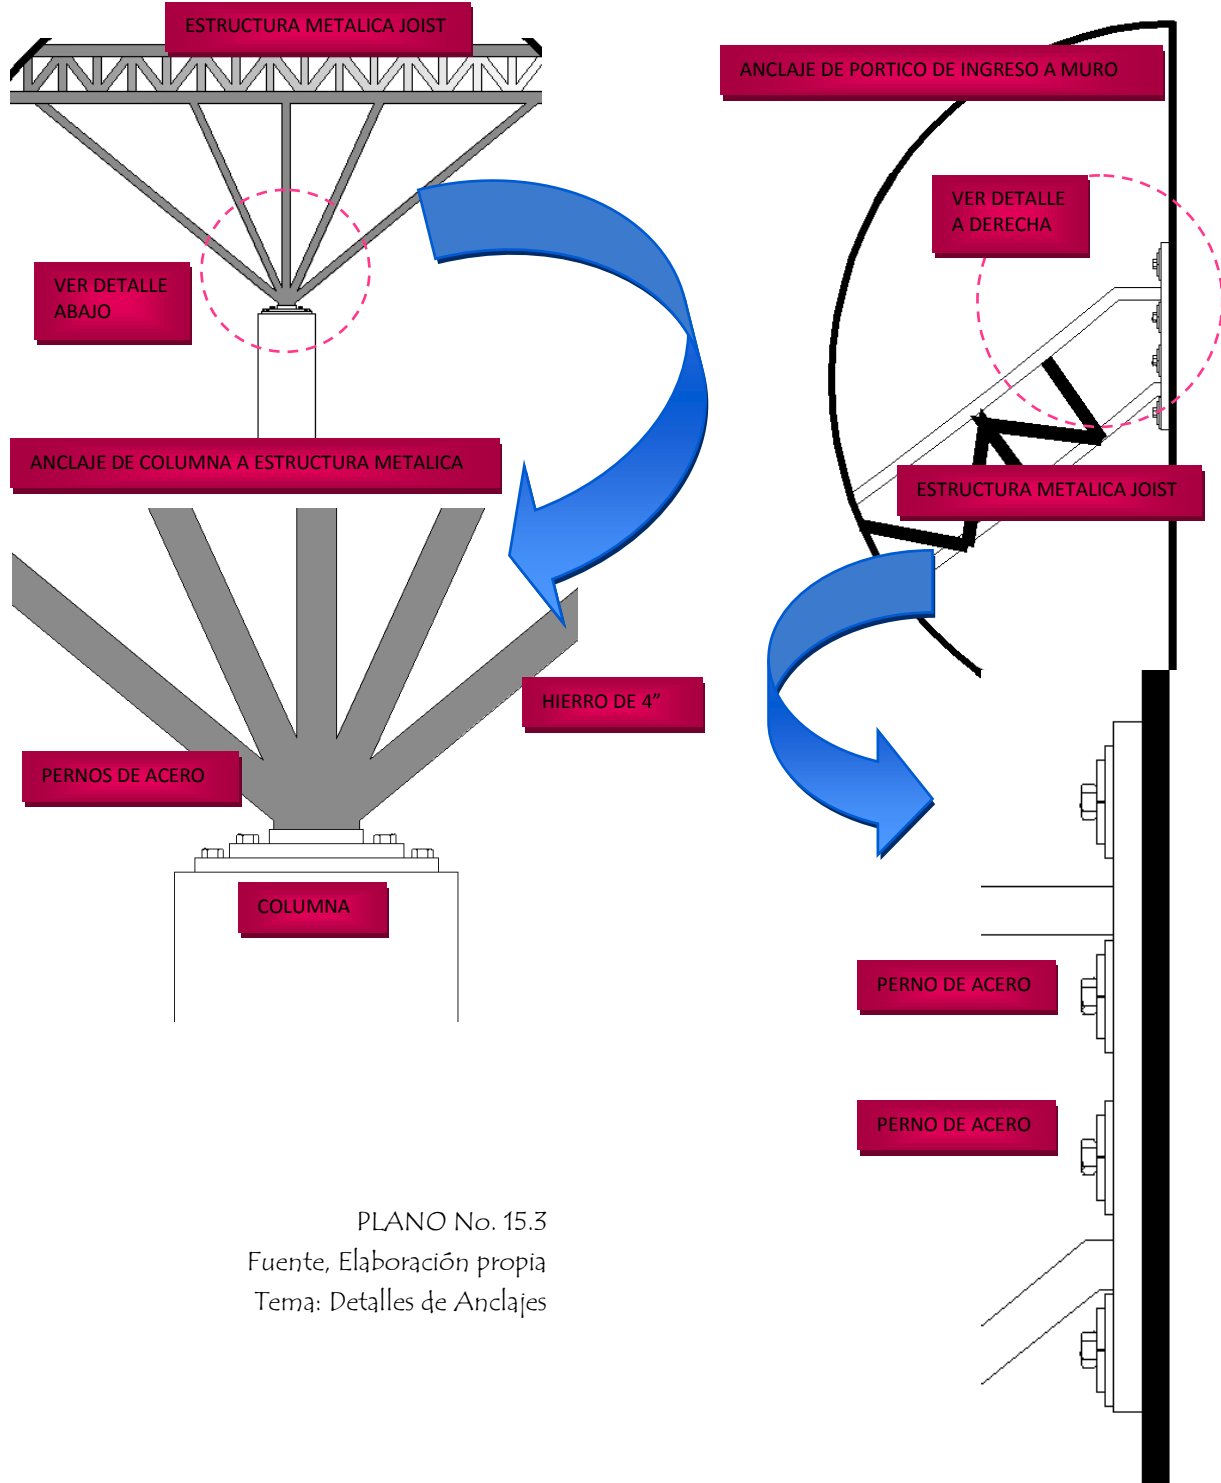 ESTRUCTURA METALICA JOIST
VER DETALLE
ABAJO
ANCLAJE DE COLUMNA A ESTRUCTURA METALICA
HIERRO DE 4”
PERNOS DE ACERO
COLUMNA
ANCLAJE DE PORTICO DE INGRESO A MURO
VER DETALLE
A DERECHA
ESTRUCTURA METALICA JOIST
PERNO DE ACERO
PERNO DE ACERO
PLANO No. 15.3
Fuente, Elaboración propia
Tema: Detalles de Anclajes